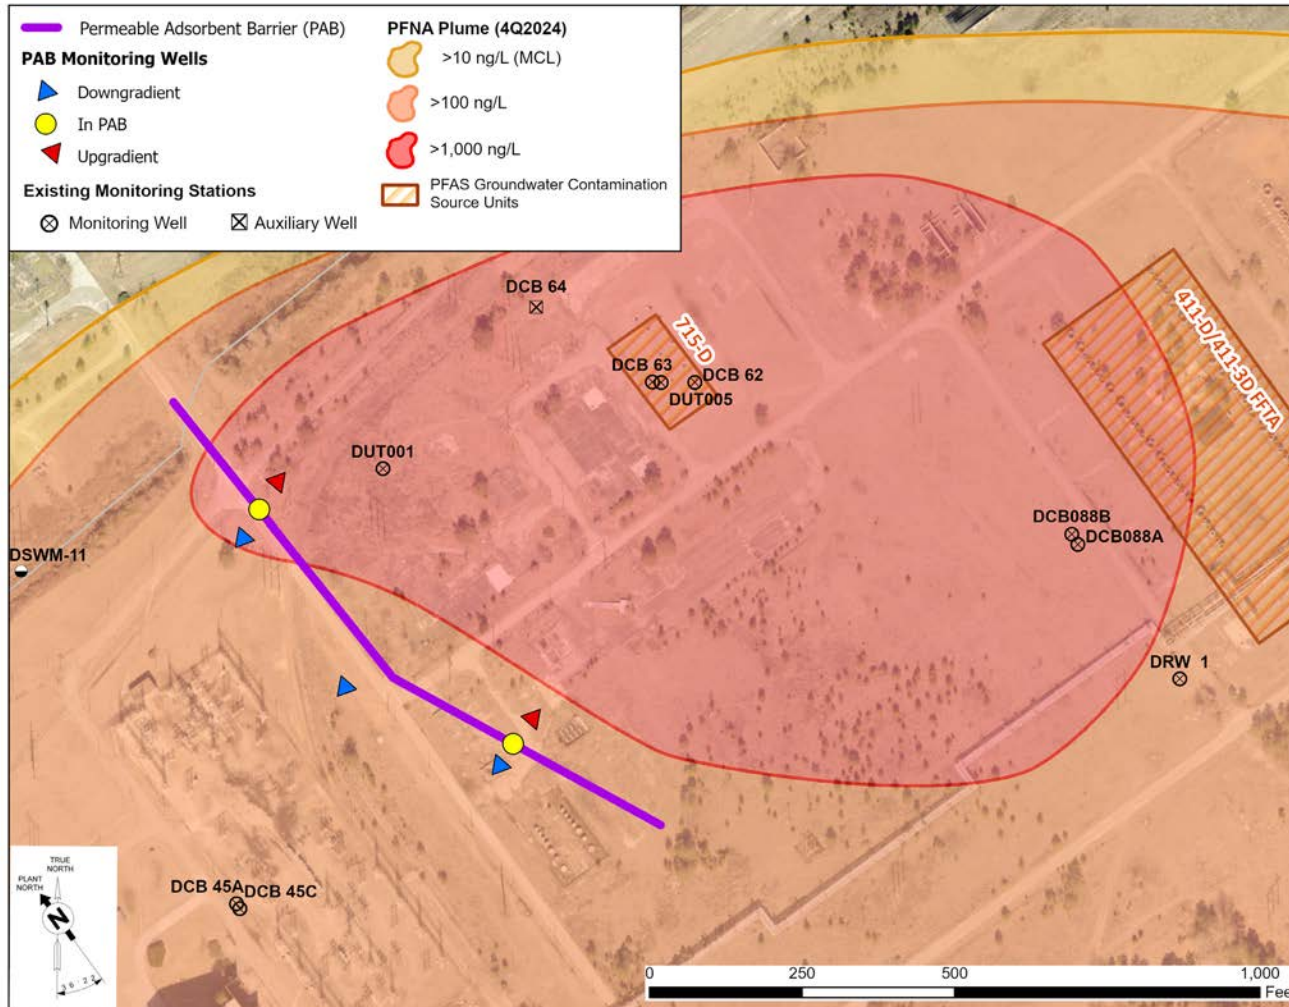 Permeable Adsorbent Barrier (PAB)
PAB Monitoring Wells
Downgradient
In PAB
Upgradient
Existing Monitoring Stations
Monitoring Well
Auxiliary Well
PFNA Plume (4Q2024)
>10 ng/L (MCL)
>100 ng/L
>1,000 ng/L
PFAS Groundwater Contamination
Source Units
DCB 64
715-D
DCB 63
DCB 62
DUT005
411-D/411-3D FFTA
DUT001
DCB088B
DCB088A
DSWM-11
DRW 1
DCB 45A
DCB 45C
TRUE
NORTH
PLANT
NORTH
N
36°22'
0
250
500
1,000
Fee